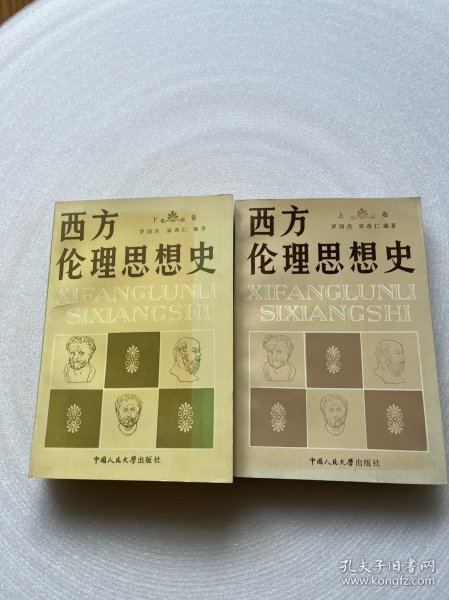 西方
下 卷
罗国杰 宋希仁 编著
伦理思想史
XIFANGLUNLI
SIXIANGSHI
中国人民大学出版社
西方
上 卷
罗国杰 宋希仁 编著
伦理思想史
XIFANGLUNLI
SIXIANGSHI
中国人民大学出版社
孔夫子旧书网
www.kongfz.com